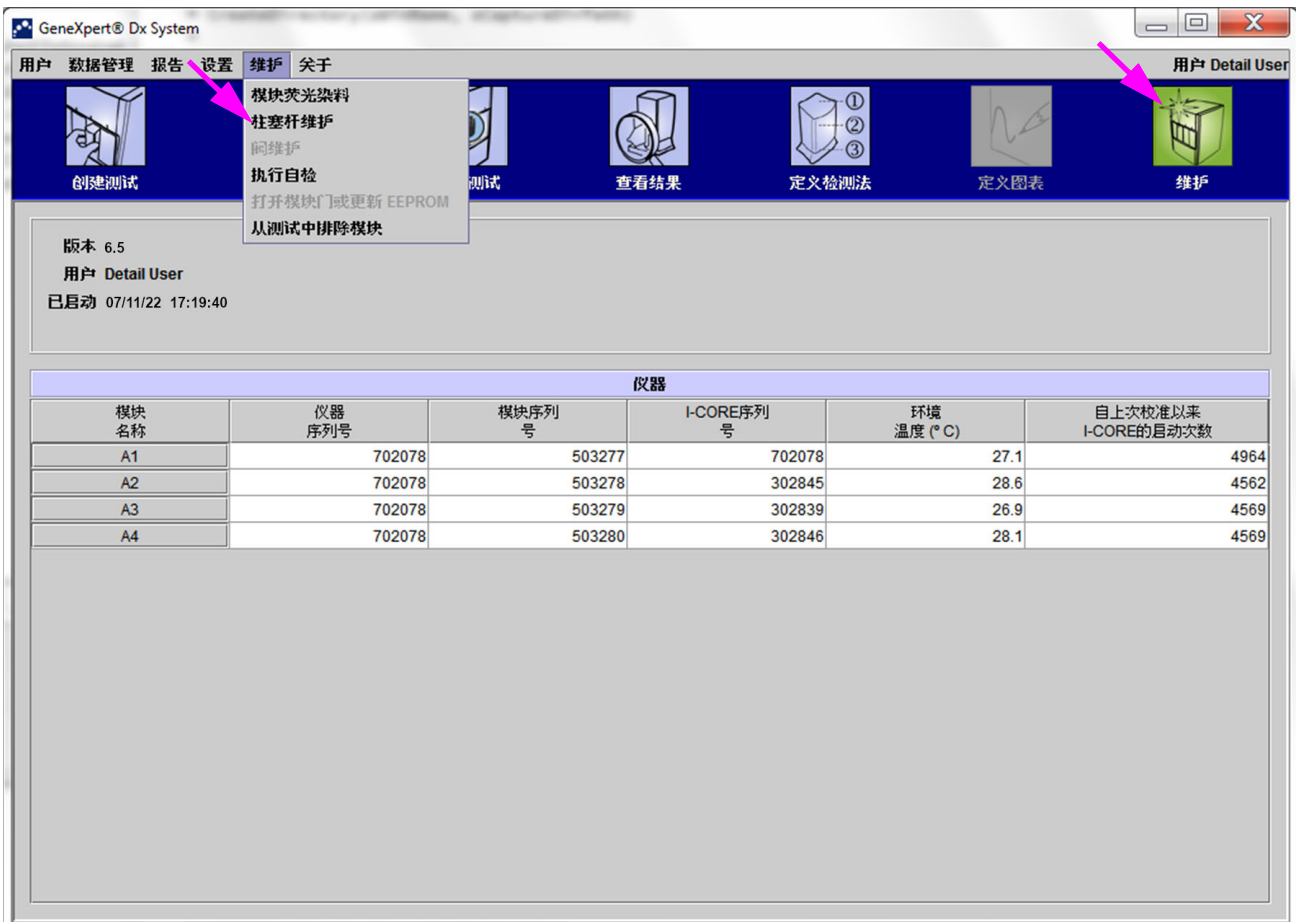 GeneXpert® Dx System
用户 数据管理 报告 设置 维护 关于
用户 Detail User
模块荧光染料
柱塞杆维护
阀维护
执行自检
打开模块门或更新 EEPROM
从测试中排除模块
创建测试 测试 查看结果 定义检测法 定义图表 维护
①
②
③
版本 6.5
用户 Detail User
已启动 07/11/22 17:19:40
仪器
模块 仪器 模块序列 I-CORE序列 环境 自上次校准以来
名称 序列号 号 号 温度 (° C) I-CORE的启动次数
A1 702078 503277 702078 27.1 4964
A2 702078 503278 302845 28.6 4562
A3 702078 503279 302839 26.9 4569
A4 702078 503280 302846 28.1 4569